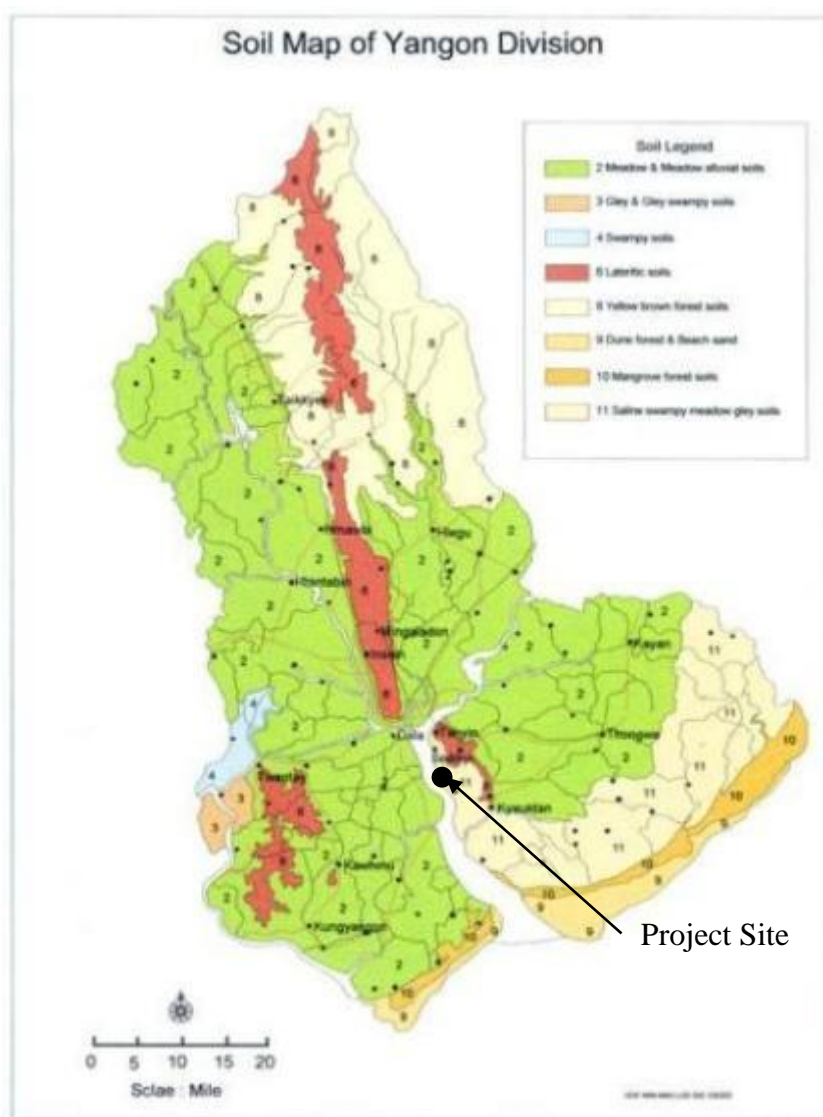 Soil Map of Yangon Division
Soil Legend
2 Meadow & Meadow alluvial soils
3 Gley & Gley swampy soils
4 Swampy soils
6 Lateritic soils
8 Yellow brown forest soils
9 Dune forest & Beach sand
10 Mangrove forest soils
11 Saline swampy meadow gley soils
Taikkyee
Hmawbi
Hlegu
Htantabin
Mingaladon
Insein
Kayan
Thongwa
Dala
Kyauktan
Twantay
Kawhmu
Kungyangon
Project Site
0 5 10 15 20
Sclae : Mile